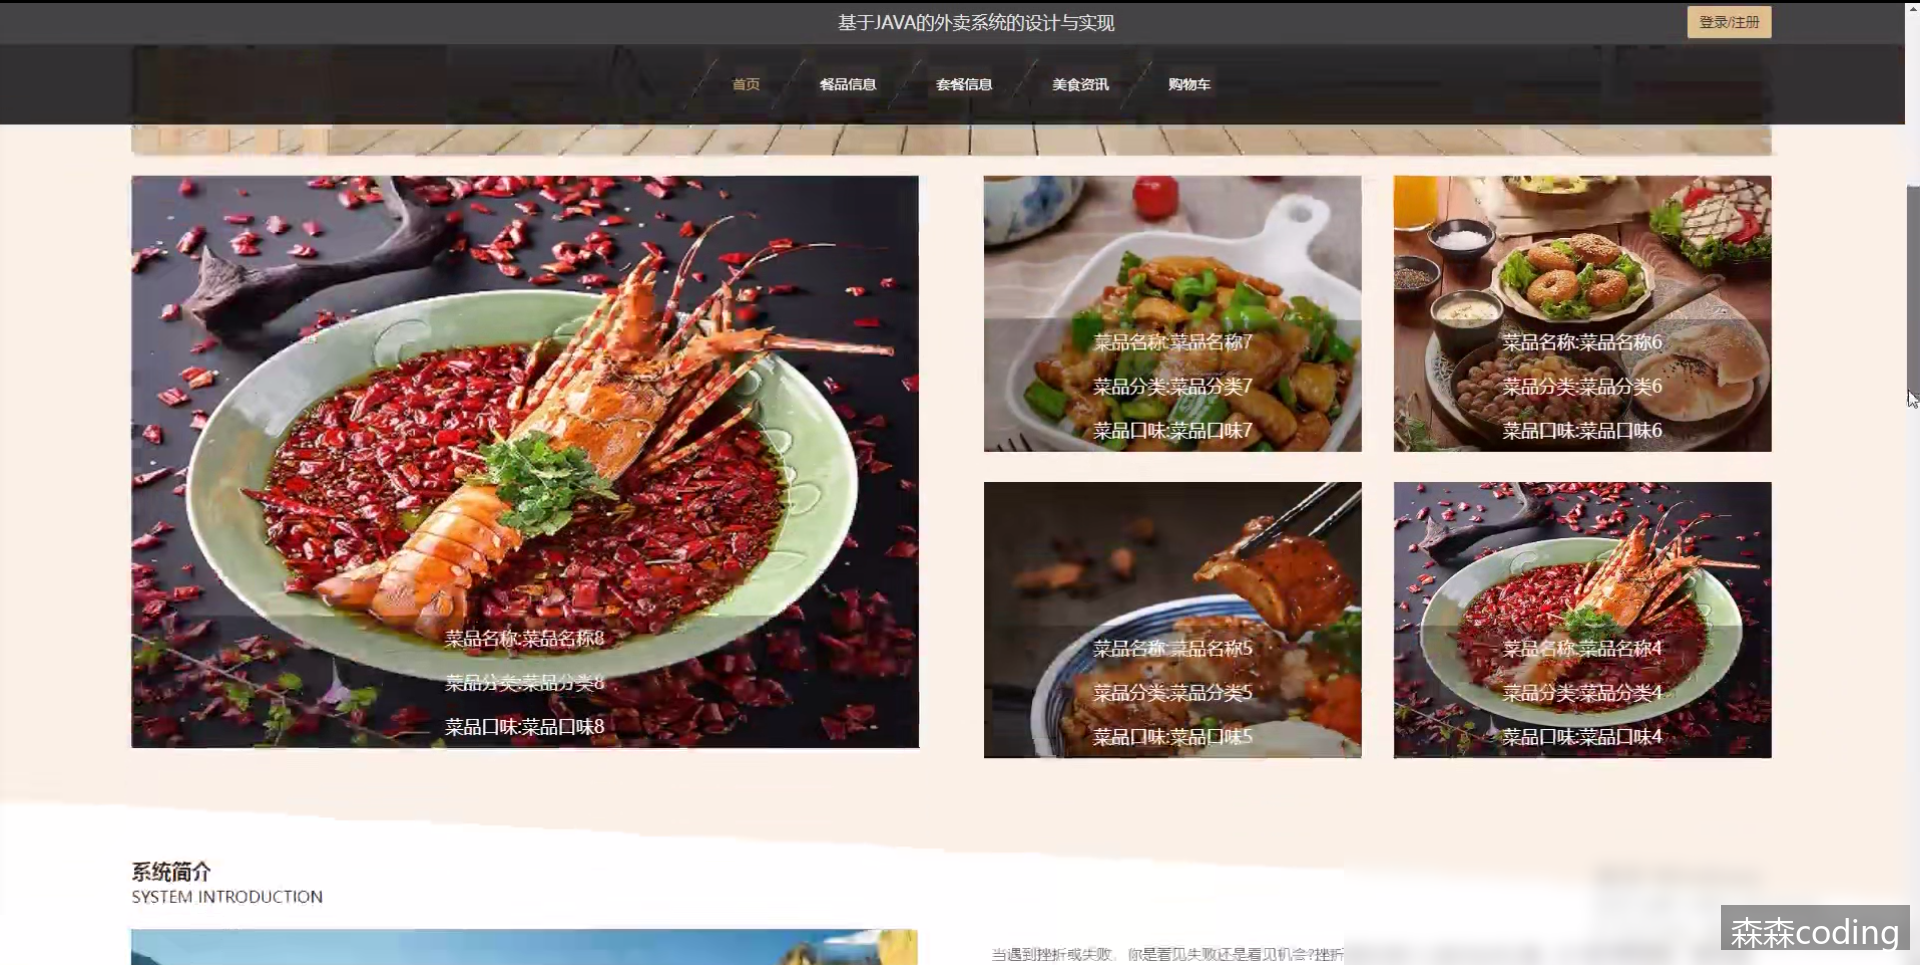 基于JAVA的外卖系统的设计与实现
登录/注册
首页
餐品信息
套餐信息
美食资讯
购物车
菜品名称:菜品名称8
菜品分类:菜品分类8
菜品口味:菜品口味8
菜品名称:菜品名称7
菜品分类:菜品分类7
菜品口味:菜品口味7
菜品名称:菜品名称6
菜品分类:菜品分类6
菜品口味:菜品口味6
菜品名称:菜品名称5
菜品分类:菜品分类5
菜品口味:菜品口味5
菜品名称:菜品名称4
菜品分类:菜品分类4
菜品口味:菜品口味4
系统简介
SYSTEM INTRODUCTION
当遇到挫折或失败，你是看见失败还是看见机会?挫折
森森coding